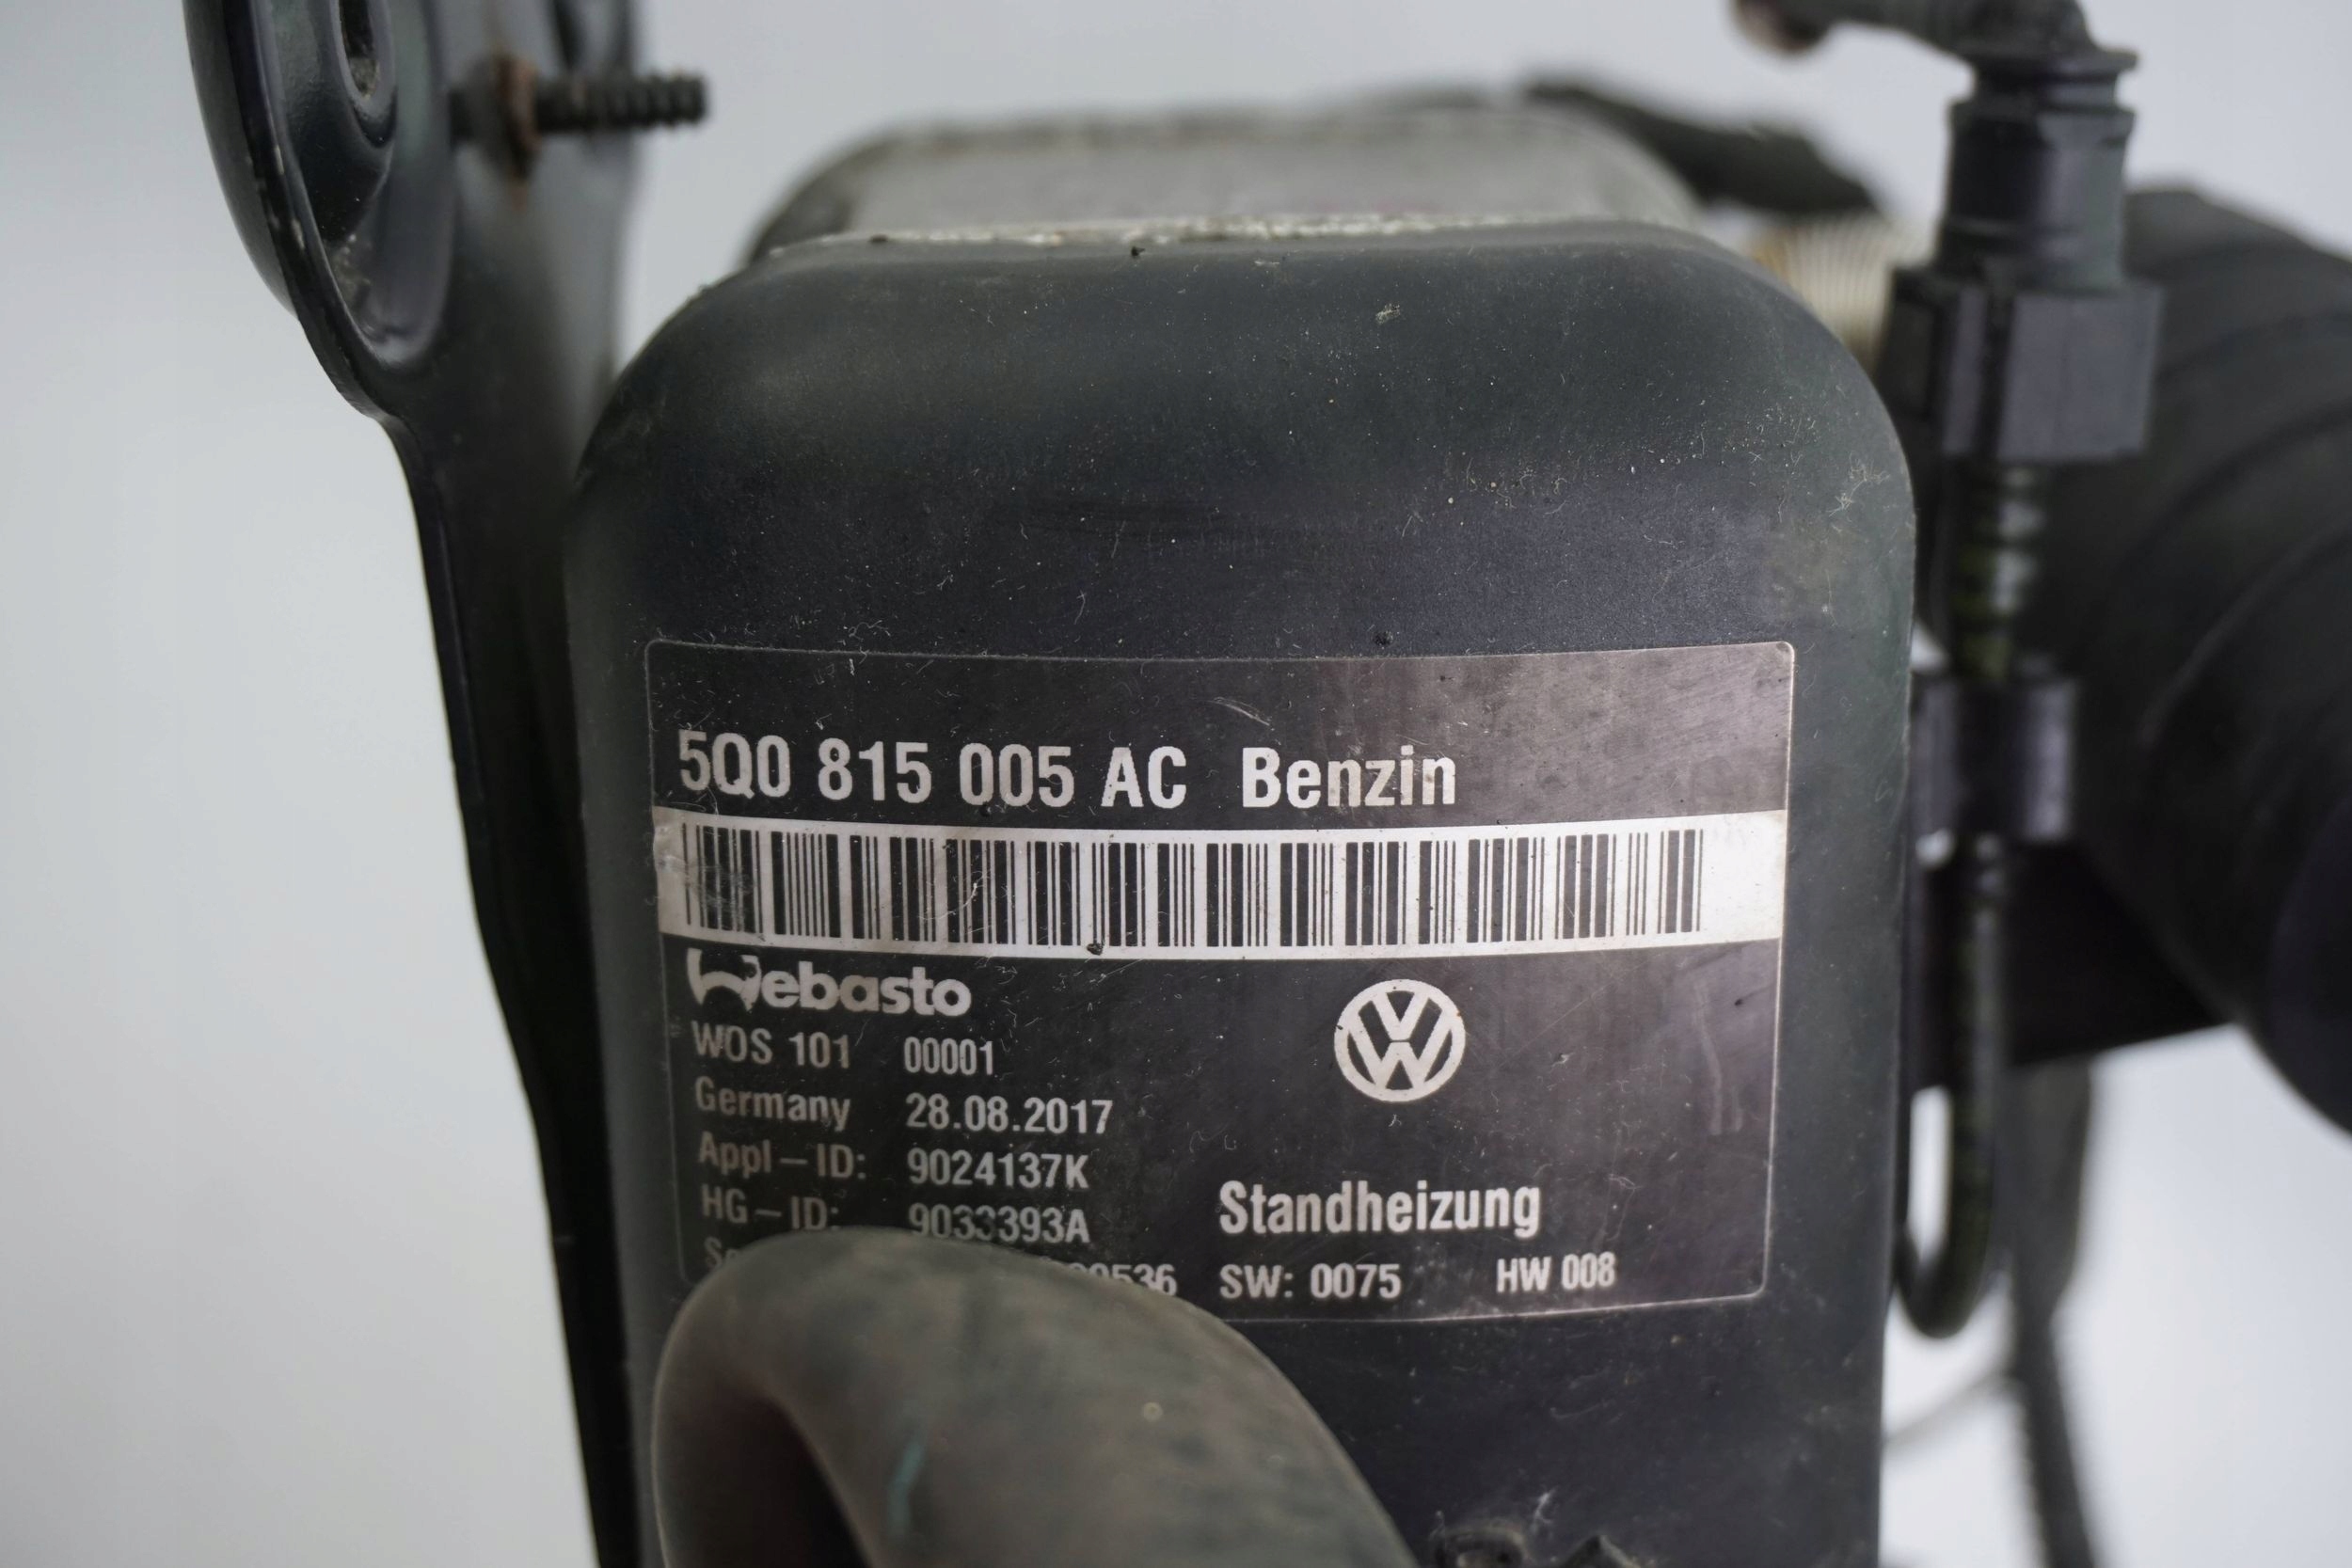 5Q0 815 005 AC Benzin
Webasto
WOS 101 00001
Germany 28.08.2017
Appl-ID: 9024137K
HG-ID: 9033393A
Standheizung
SW: 0075 HW 008